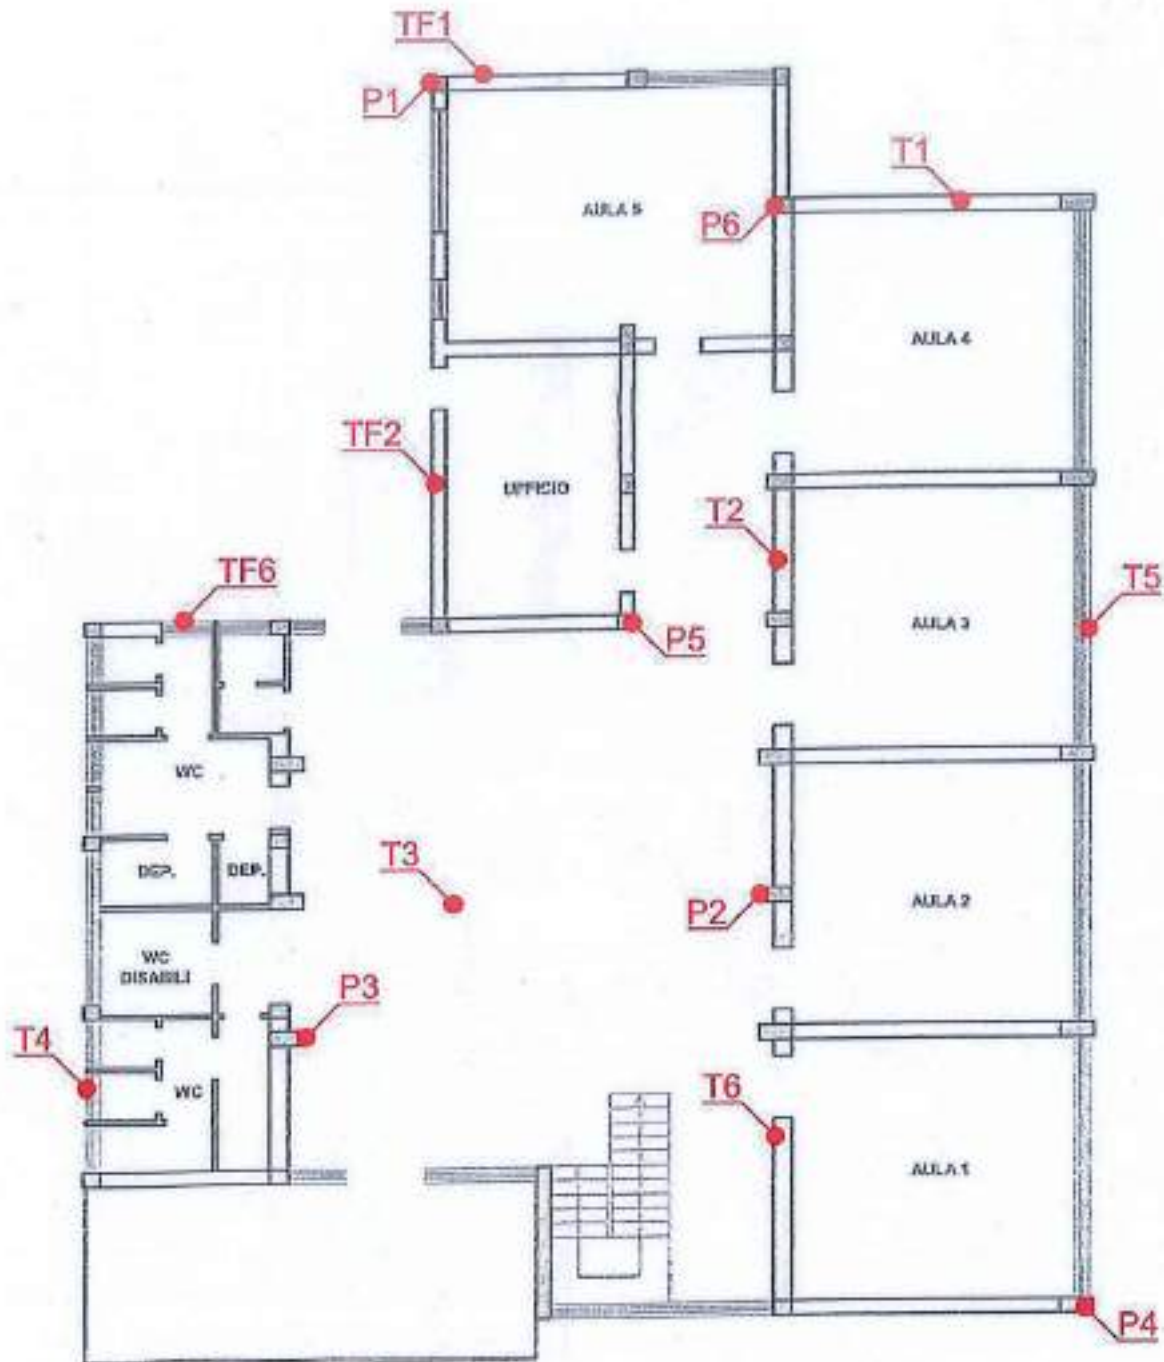 TF1
P1
T1
AULA 5
P6
AULA 4
TF2
UFFICIO
T2
TF6
T5
AULA 3
P5
WC
T3
DEP.
DEP.
P2
AULA 2
WC
DISABILI
P3
T4
WC
T6
AULA 1
P4